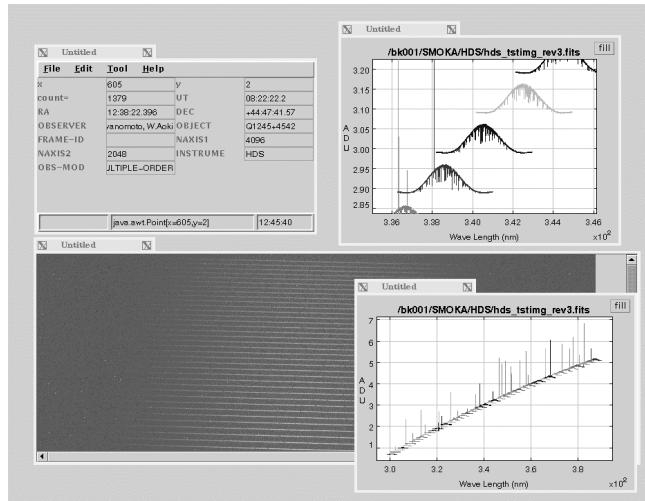 Untitled
File Edit Tool Help
x 605 y 2
count= 1379 UT 08:22:22.2
RA 12:38:22.396 DEC +44:47:41.57
OBSERVER vanomoto, W.Aoki OBJECT Q1245+4542
FRAME-ID NAXIS1 4096
NAXIS2 2048 INSTRUME HDS
OBS-MOD JLTIPLE-ORDER
java.awt.Point[x=605,y=2] 12:45:40
Untitled
/bk001/SMOKA/HDS/hds_tstimg_rev3.fits fill
3.20
3.15
3.10
3.05
3.00
2.95
2.90
2.85
A
D
U
3.36 3.38 3.40 3.42 3.44 3.46
Wave Length (nm) x10²
Untitled
Untitled
/bk001/SMOKA/HDS/hds_tstimg_rev3.fits fill
7
6
5
4
3
2
1
A
D
U
3.0 3.2 3.4 3.6 3.8
Wave Length (nm) x10²